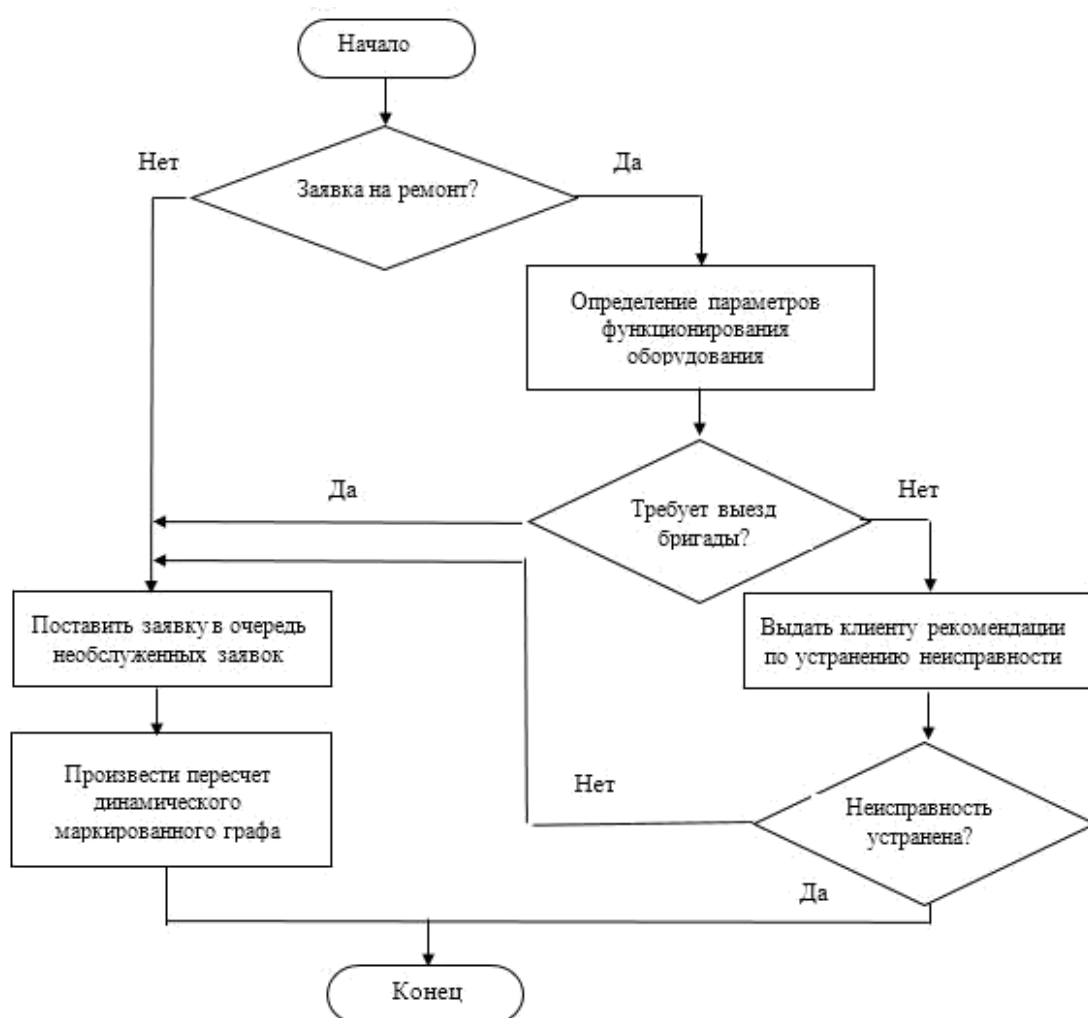 Начало
Нет
Да
Заявка на ремонт?
Определение параметров
функционирования
оборудования
Да
Нет
Требует выезд
бригады?
Поставить заявку в очередь
необслуженных заявок
Выдать клиенту рекомендации
по устранению неисправности
Произвести пересчет
динамического
маркированного графа
Нет
Неисправность
устранена?
Да
Конец